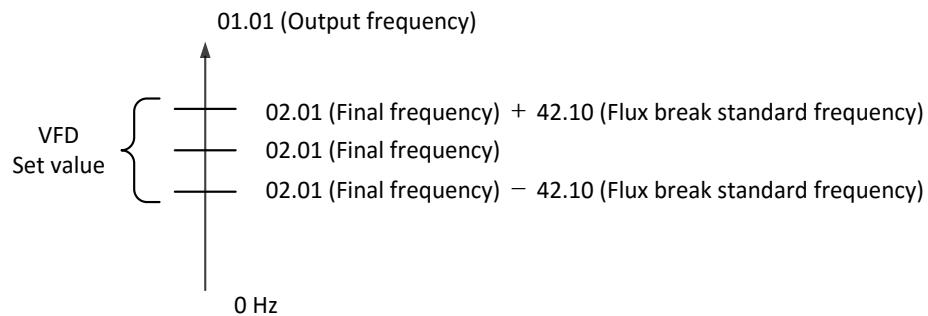 01.01 (Output frequency)
02.01 (Final frequency) + 42.10 (Flux break standard frequency)
VFD
Set value
02.01 (Final frequency)
02.01 (Final frequency) − 42.10 (Flux break standard frequency)
0 Hz